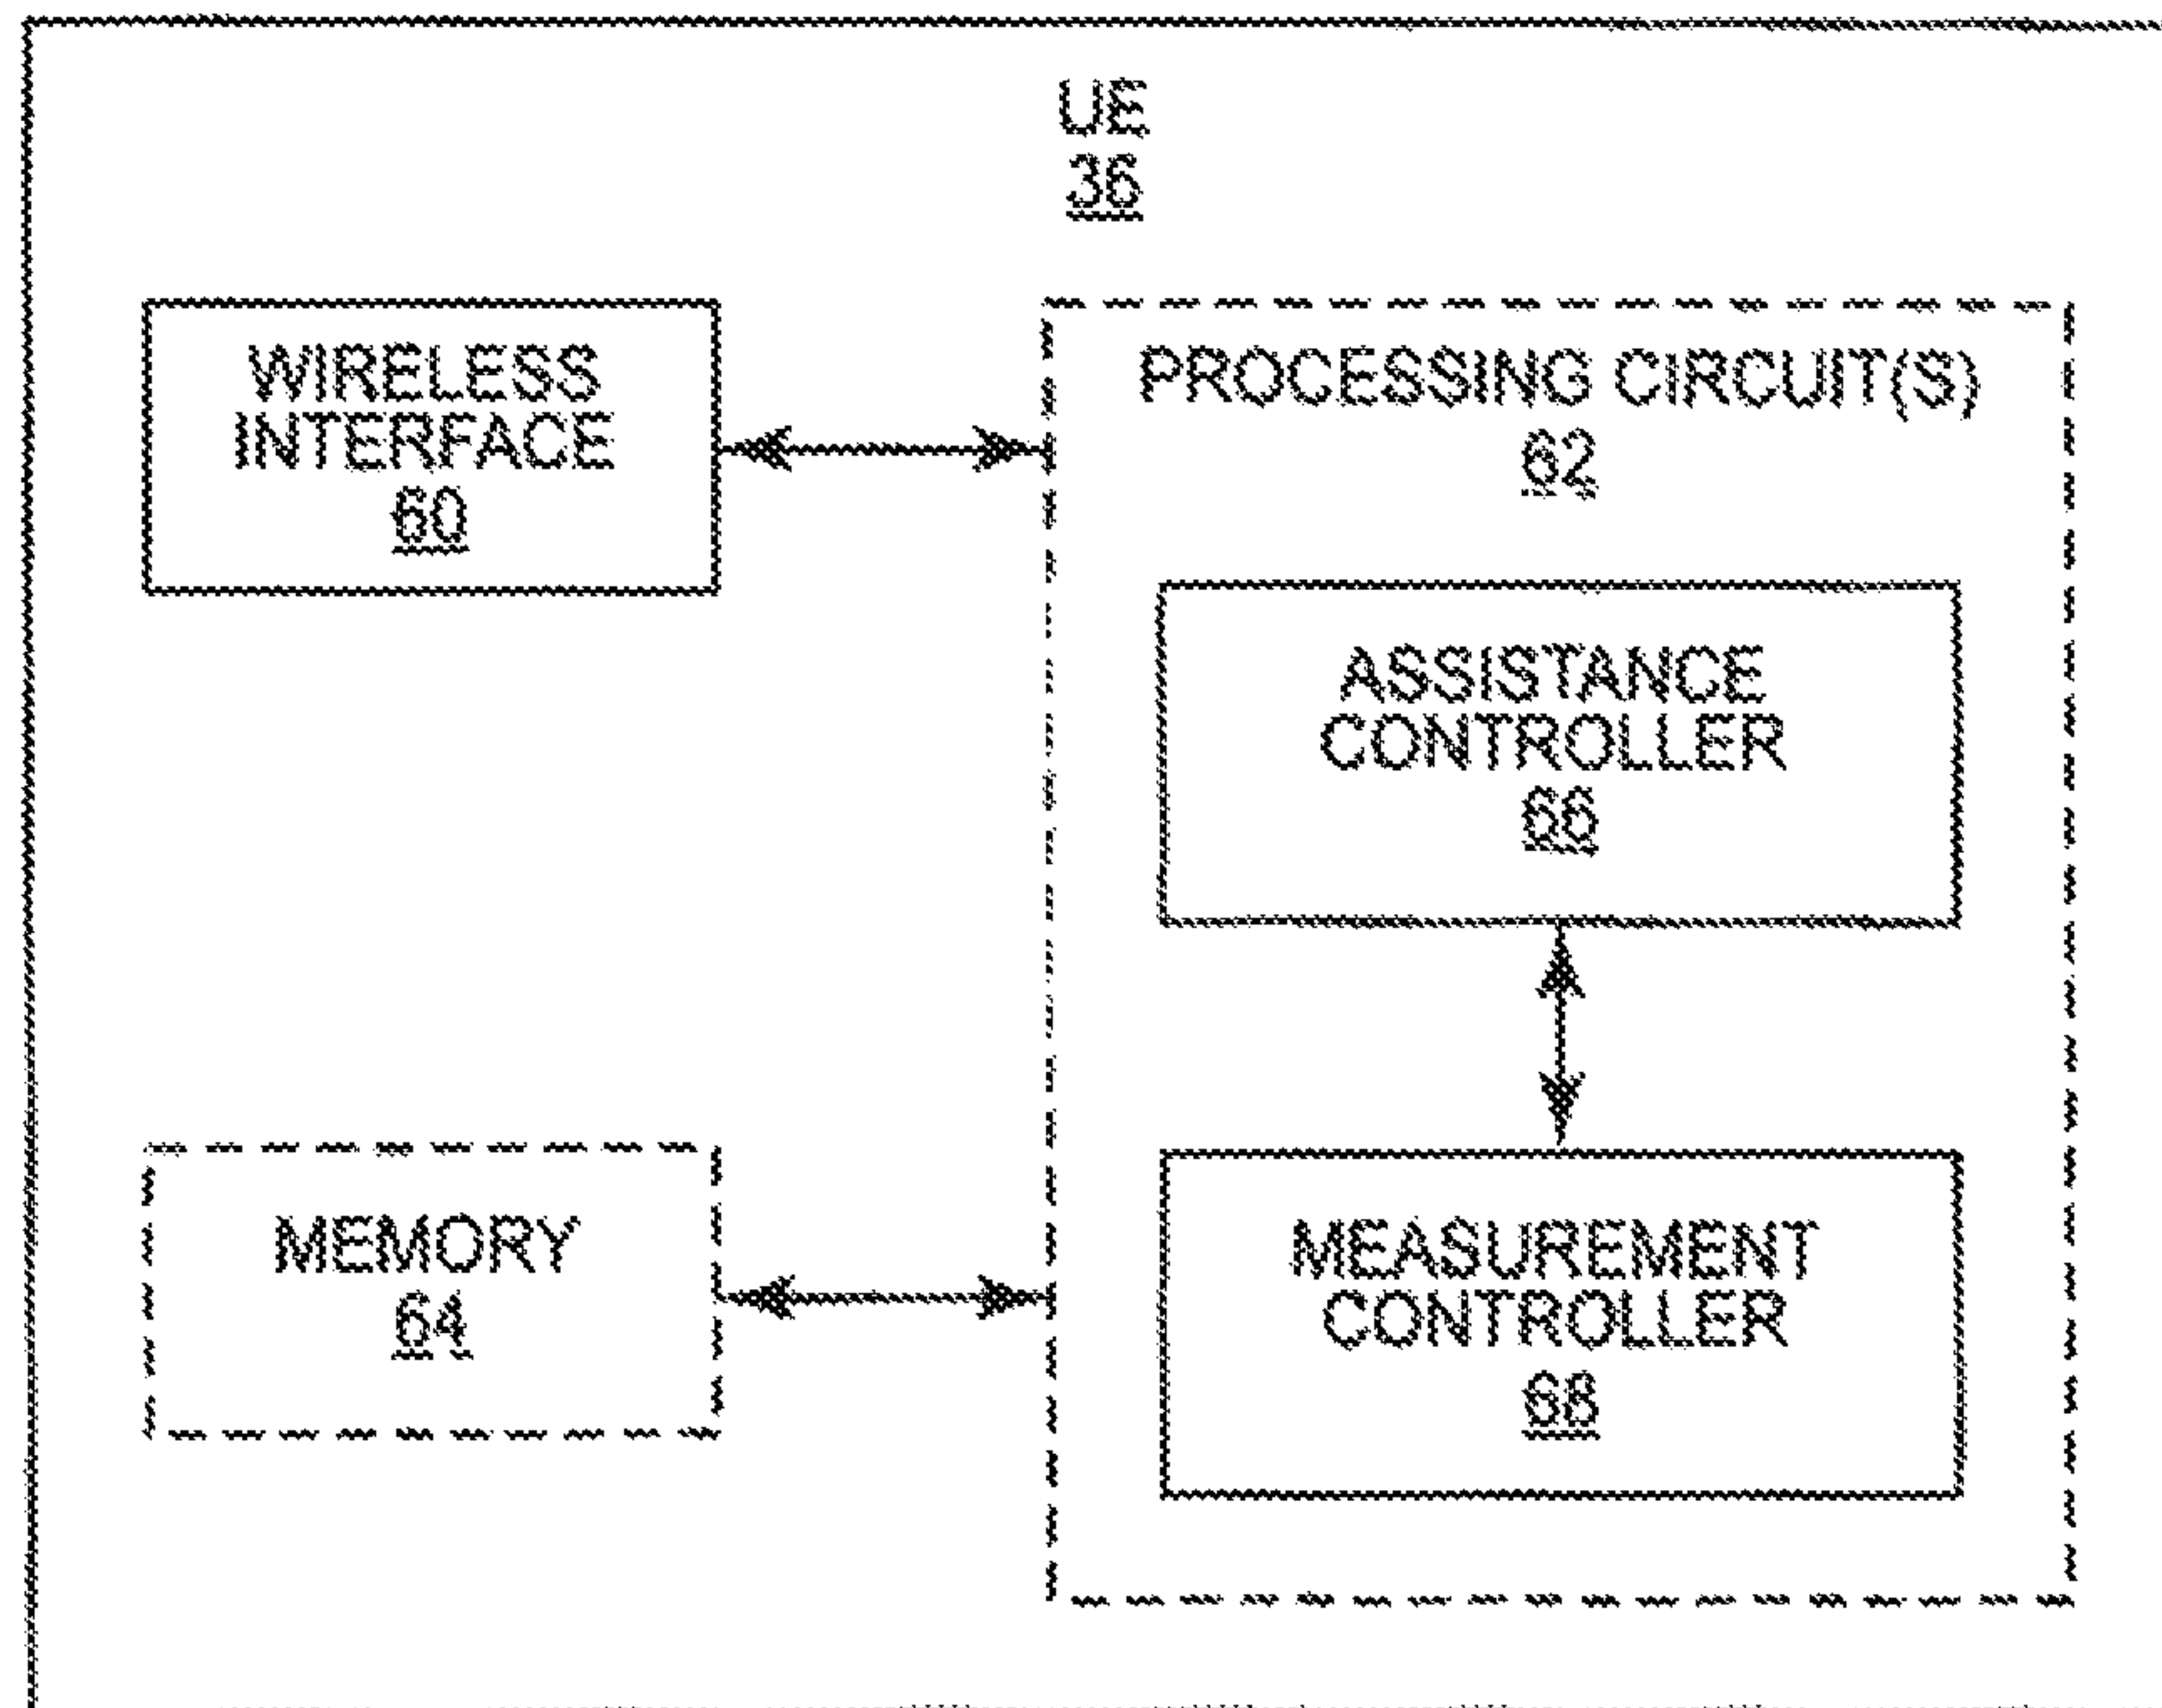 UE
36
WIRELESS
INTERFACE
60
PROCESSING CIRCUIT(S)
62
ASSISTANCE
CONTROLLER
66
MEMORY
64
MEASUREMENT
CONTROLLER
68